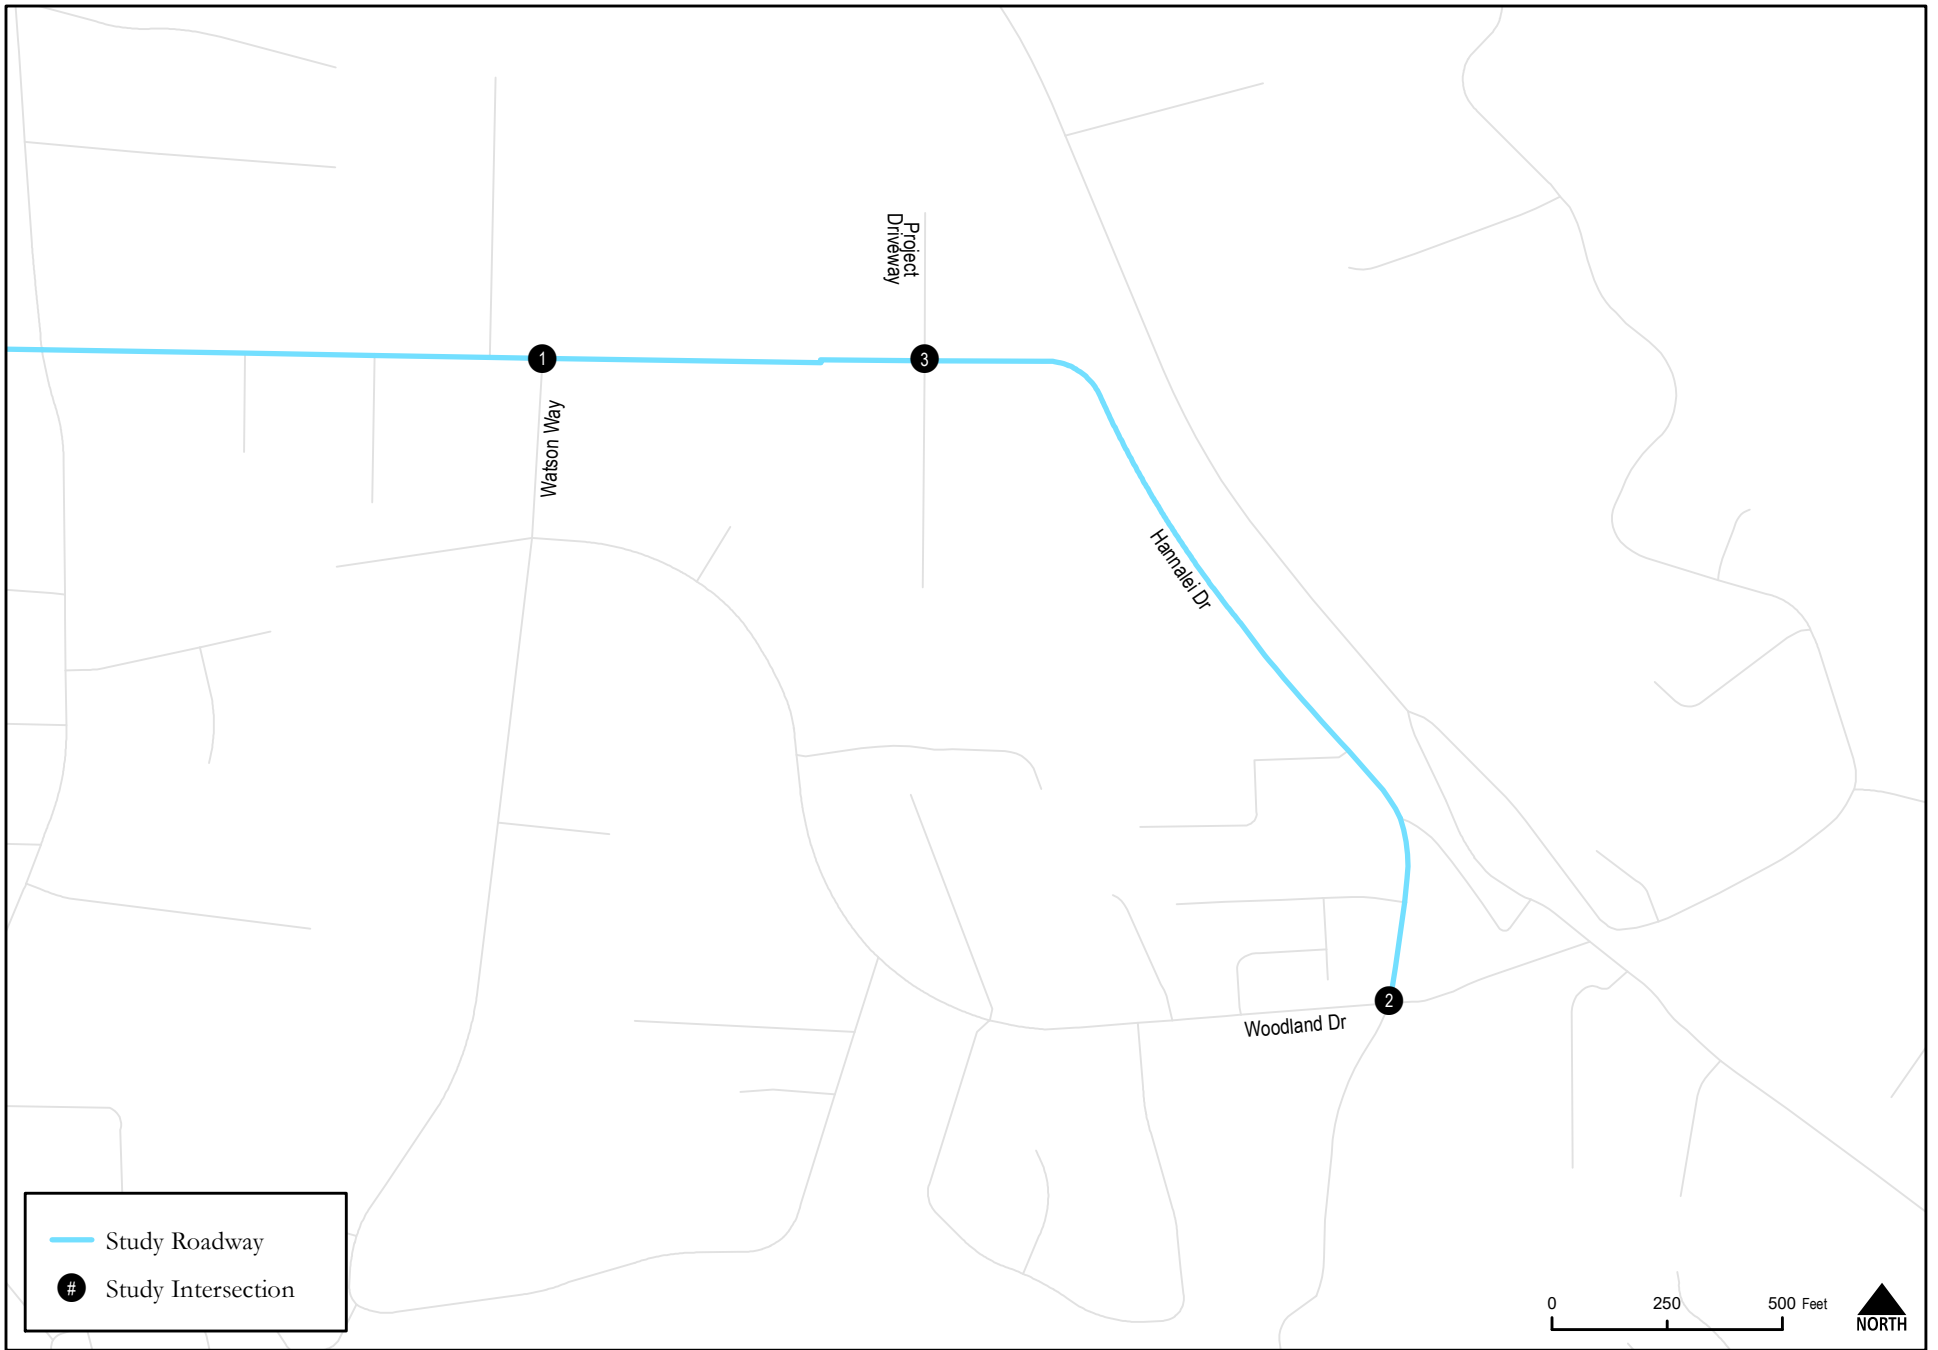 Project
Driveway
1
3
Watson Way
Hannalei Dr
2
Woodland Dr
Study Roadway
# Study Intersection
0 250 500 Feet
NORTH